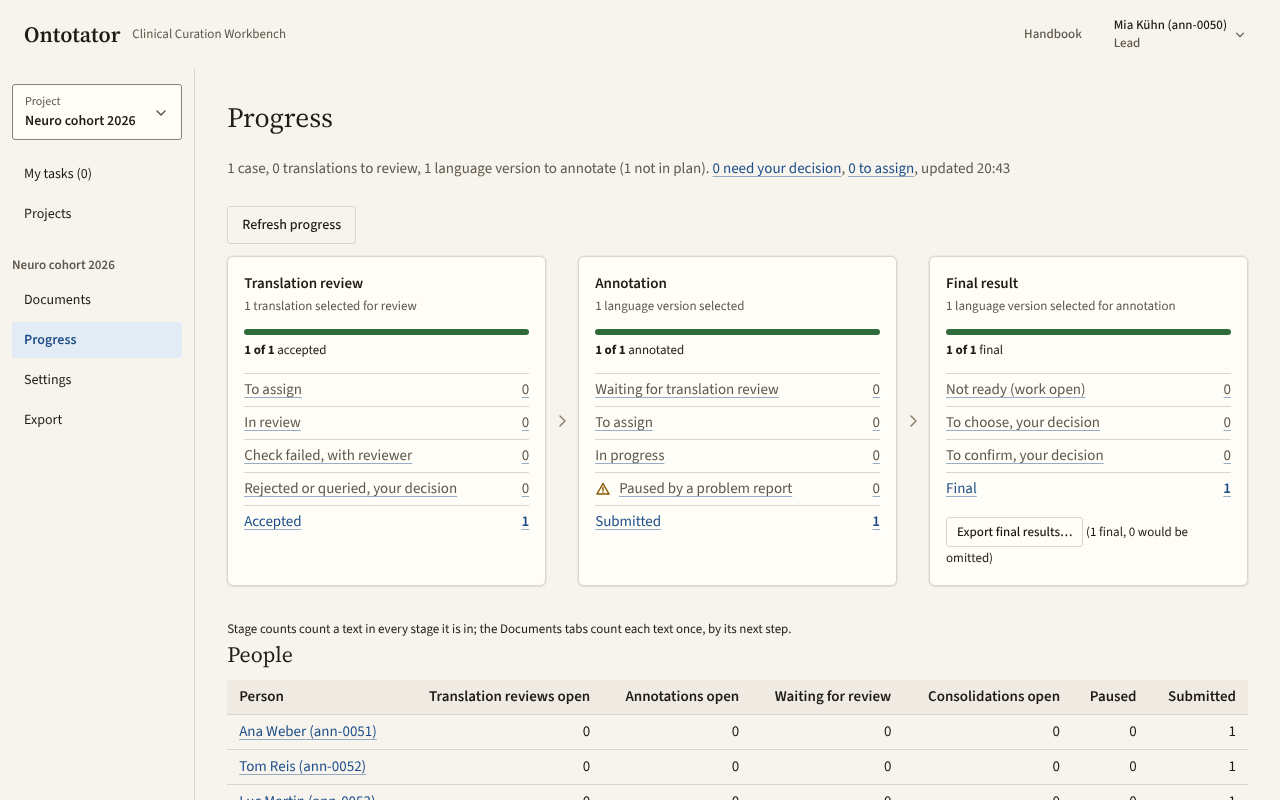 Ontotator Clinical Curation Workbench
Handbook
Mia Kühn (ann-0050)
Lead
Project
Neuro cohort 2026
My tasks (0)
Projects
Neuro cohort 2026
Documents
Progress
Settings
Export
Progress
1 case, 0 translations to review, 1 language version to annotate (1 not in plan). 0 need your decision, 0 to assign, updated 20:43
Refresh progress
Translation review
1 translation selected for review
1 of 1 accepted
To assign 0
In review 0
Check failed, with reviewer 0
Rejected or queried, your decision 0
Accepted 1
Annotation
1 language version selected
1 of 1 annotated
Waiting for translation review 0
To assign 0
In progress 0
Paused by a problem report 0
Submitted 1
Final result
1 language version selected for annotation
1 of 1 final
Not ready (work open) 0
To choose, your decision 0
To confirm, your decision 0
Final 1
Export final results… (1 final, 0 would be
omitted)
Stage counts count a text in every stage it is in; the Documents tabs count each text once, by its next step.
People
Person Translation reviews open Annotations open Waiting for review Consolidations open Paused Submitted
Ana Weber (ann-0051) 0 0 0 0 0 1
Tom Reis (ann-0052) 0 0 0 0 0 1